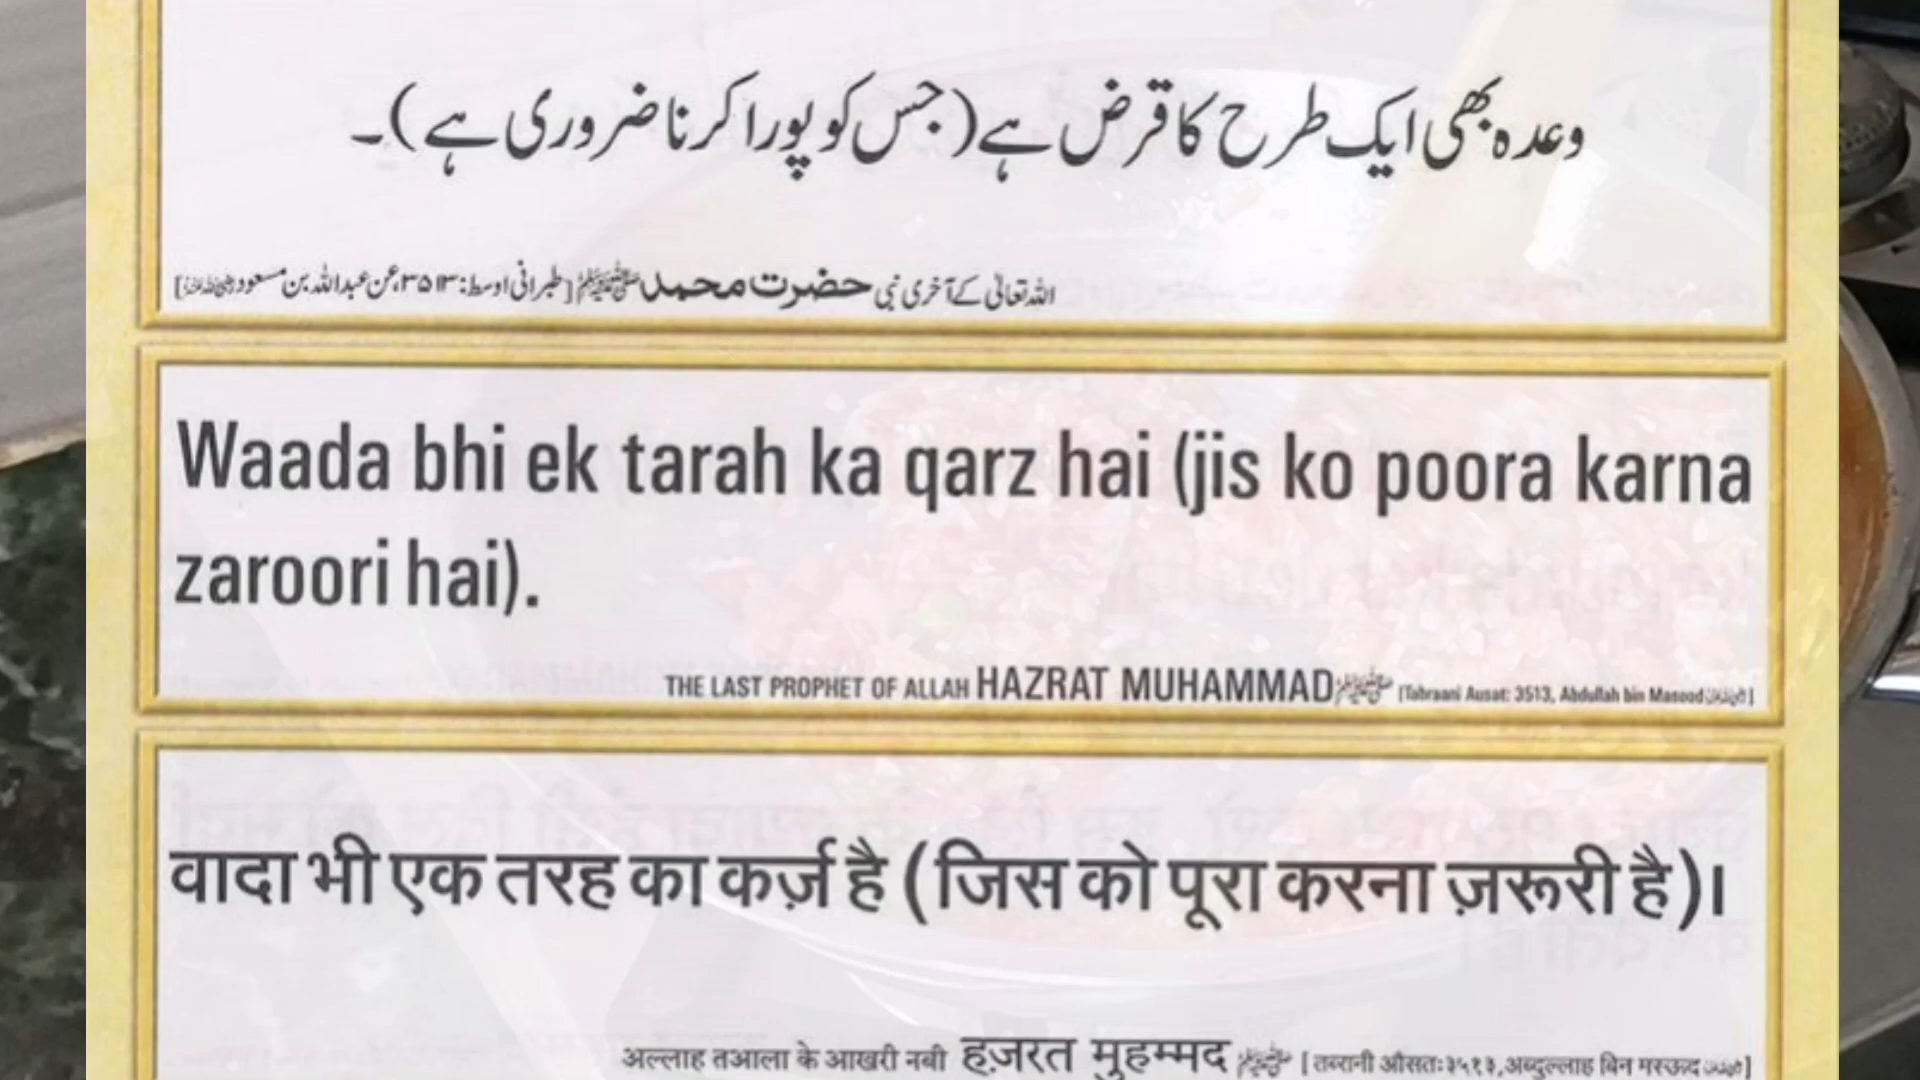 وعدہ بھی ایک طرح کا قرض ہے (جس کو پورا کرنا ضروری ہے)۔
اللہ تعالیٰ کے آخری نبی حضرت محمد ﷺ [طبرانی اوسط: ۳۵۱۳، عن عبداللہ بن مسعود]
Waada bhi ek tarah ka qarz hai (jis ko poora karna
zaroori hai).
THE LAST PROPHET OF ALLAH HAZRAT MUHAMMAD ﷺ [Tabraani Ausat: 3513, Abdullah bin Masood]
वादा भी एक तरह का कर्ज़ है (जिस को पूरा करना ज़रूरी है)।
अल्लाह तआला के आखरी नबी हज़रत मुहम्मद ﷺ [तब्रानी औसत:३५१३,अब्दुल्लाह बिन मस्ऊद]